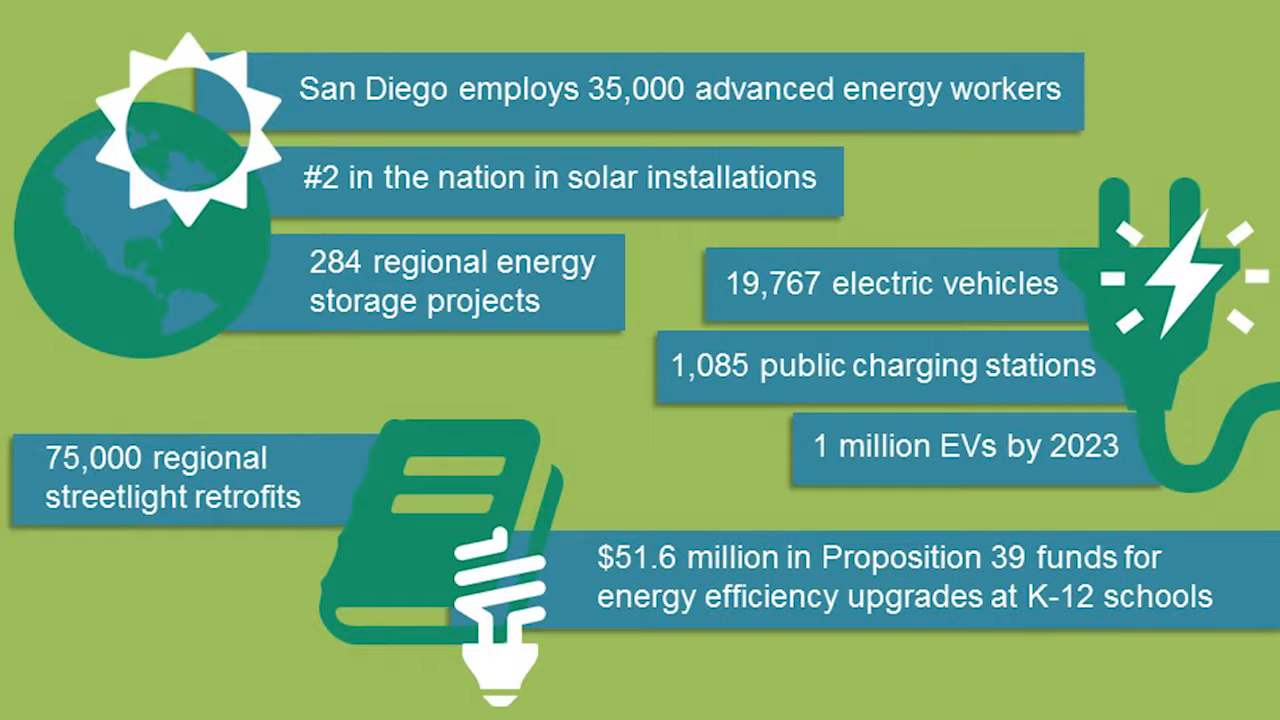 San Diego employs 35,000 advanced energy workers
#2 in the nation in solar installations
284 regional energy
storage projects
19,767 electric vehicles
1,085 public charging stations
1 million EVs by 2023
75,000 regional
streetlight retrofits
$51.6 million in Proposition 39 funds for
energy efficiency upgrades at K-12 schools